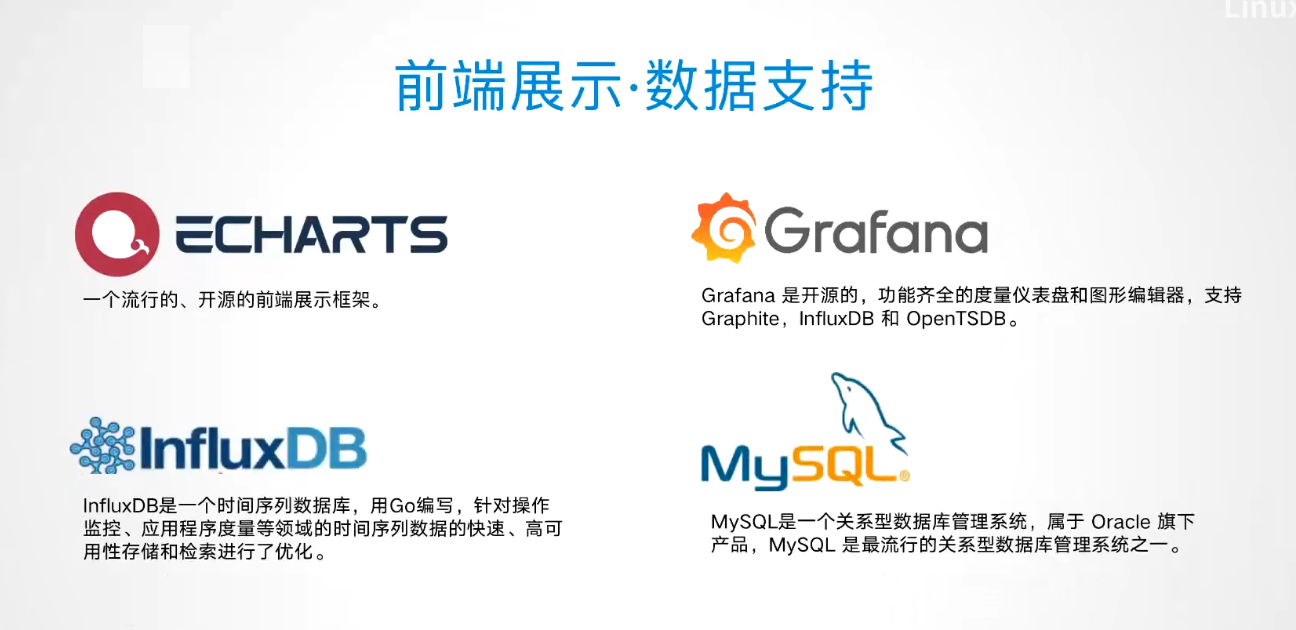 Linux
前端展示·数据支持
ECHARTS
一个流行的、开源的前端展示框架。
Grafana
Grafana 是开源的，功能齐全的度量仪表盘和图形编辑器，支持
Graphite，InfluxDB 和 OpenTSDB。
InfluxDB
InfluxDB是一个时间序列数据库，用Go编写，针对操作
监控、应用程序度量等领域的时间序列数据的快速、高可
用性存储和检索进行了优化。
MySQL®
MySQL是一个关系型数据库管理系统，属于 Oracle 旗下
产品，MySQL 是最流行的关系型数据库管理系统之一。